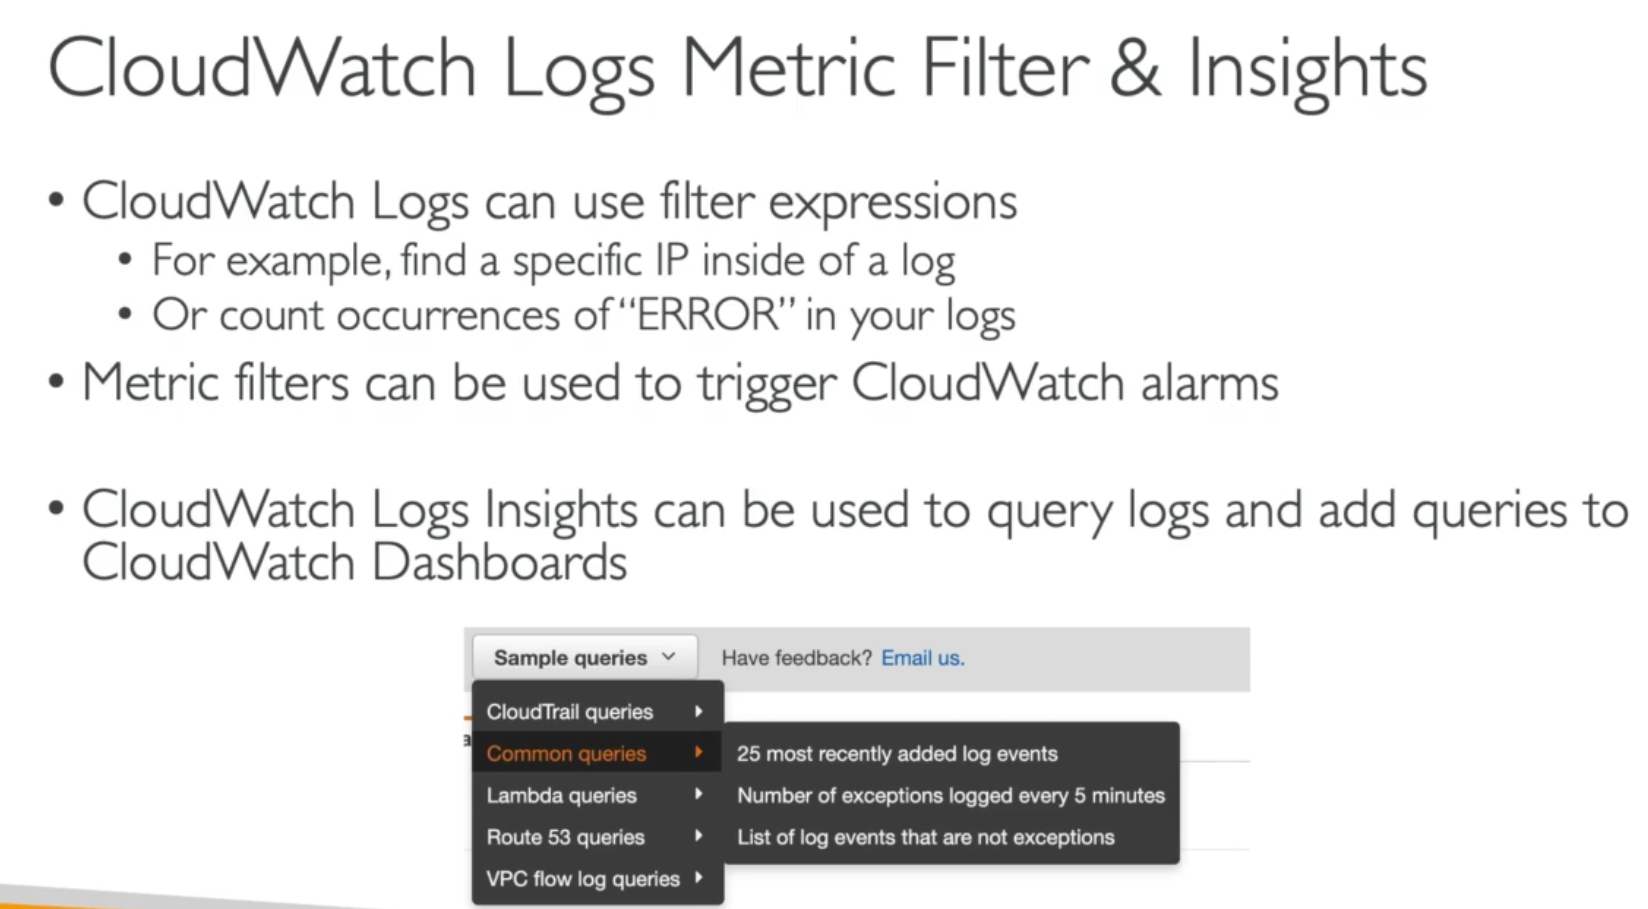 CloudWatch Logs Metric Filter & Insights
• CloudWatch Logs can use filter expressions
• For example, find a specific IP inside of a log
• Or count occurrences of “ERROR” in your logs
• Metric filters can be used to trigger CloudWatch alarms
• CloudWatch Logs Insights can be used to query logs and add queries to
CloudWatch Dashboards
Sample queries
Have feedback? Email us.
CloudTrail queries
Common queries
Lambda queries
Route 53 queries
VPC flow log queries
25 most recently added log events
Number of exceptions logged every 5 minutes
List of log events that are not exceptions